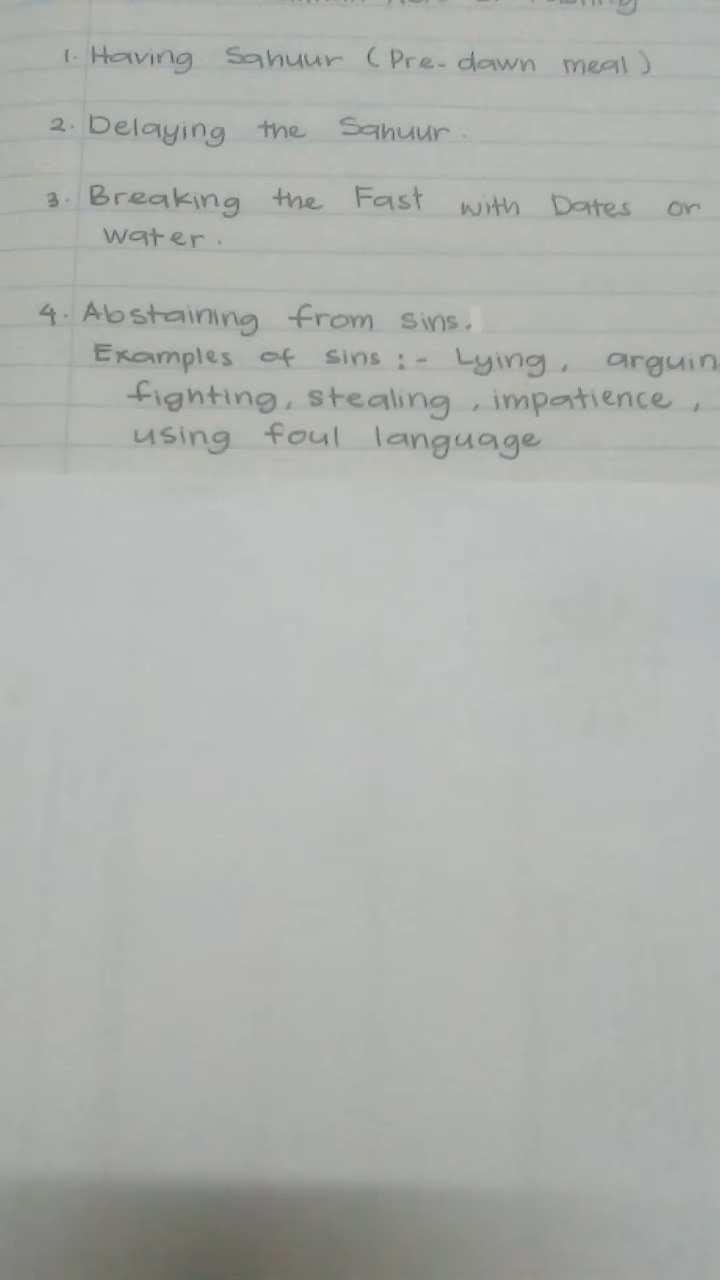 1. Having Sahuur (Pre-dawn meal)
2. Delaying the Sahuur.
3. Breaking the Fast with Dates or
water.
4. Abstaining from sins.
Examples of sins :- Lying, arguin
fighting, stealing, impatience,
using foul language